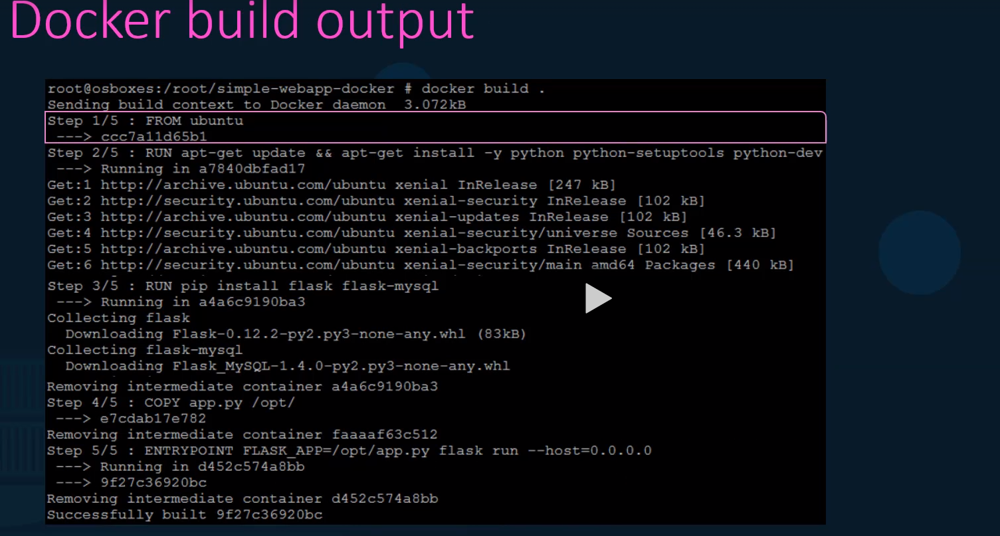 Docker build output
root@osboxes:/root/simple-webapp-docker # docker build .
Sending build context to Docker daemon  3.072kB
Step 1/5 : FROM ubuntu
 ---> ccc7a11d65b1
Step 2/5 : RUN apt-get update && apt-get install -y python python-setuptools python-dev
 ---> Running in a7840dbfad17
Get:1 http://archive.ubuntu.com/ubuntu xenial InRelease [247 kB]
Get:2 http://security.ubuntu.com/ubuntu xenial-security InRelease [102 kB]
Get:3 http://archive.ubuntu.com/ubuntu xenial-updates InRelease [102 kB]
Get:4 http://security.ubuntu.com/ubuntu xenial-security/universe Sources [46.3 kB]
Get:5 http://archive.ubuntu.com/ubuntu xenial-backports InRelease [102 kB]
Get:6 http://security.ubuntu.com/ubuntu xenial-security/main amd64 Packages [440 kB]
Step 3/5 : RUN pip install flask flask-mysql
 ---> Running in a4a6c9190ba3
Collecting flask
  Downloading Flask-0.12.2-py2.py3-none-any.whl (83kB)
Collecting flask-mysql
  Downloading Flask_MySQL-1.4.0-py2.py3-none-any.whl
Removing intermediate container a4a6c9190ba3
Step 4/5 : COPY app.py /opt/
 ---> e7cdab17e782
Removing intermediate container faaaaf63c512
Step 5/5 : ENTRYPOINT FLASK_APP=/opt/app.py flask run --host=0.0.0.0
 ---> Running in d452c574a8bb
 ---> 9f27c36920bc
Removing intermediate container d452c574a8bb
Successfully built 9f27c36920bc